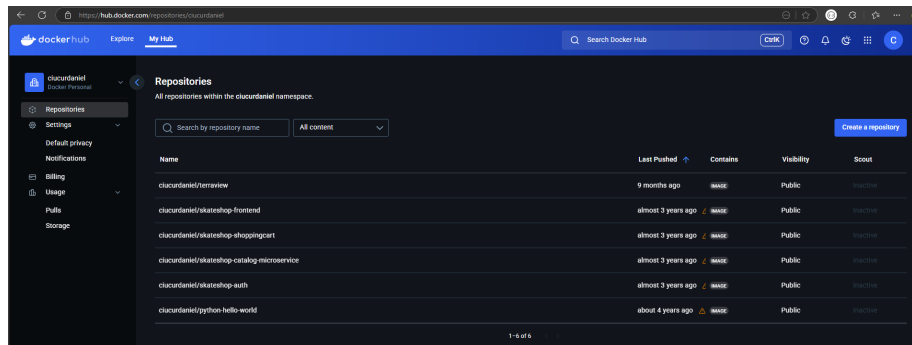 https://hub.docker.com/repositories/ciucurdaniel
dockerhub Explore My Hub Search Docker Hub CtrlK C
ciucurdaniel
Docker Personal
Repositories
Settings
Default privacy
Notifications
Billing
Usage
Pulls
Storage
Repositories
All repositories within the ciucurdaniel namespace.
Search by repository name All content Create a repository
Name Last Pushed Contains Visibility Scout
ciucurdaniel/terraview 9 months ago IMAGE Public Inactive
ciucurdaniel/skateshop-frontend almost 3 years ago IMAGE Public Inactive
ciucurdaniel/skateshop-shoppingcart almost 3 years ago IMAGE Public Inactive
ciucurdaniel/skateshop-catalog-microservice almost 3 years ago IMAGE Public Inactive
ciucurdaniel/skateshop-auth almost 3 years ago IMAGE Public Inactive
ciucurdaniel/python-hello-world about 4 years ago IMAGE Public Inactive
1–6 of 6